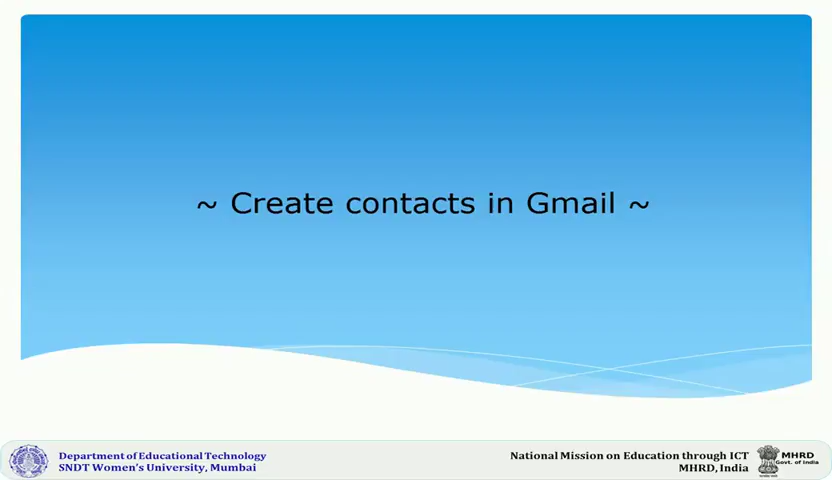 ~ Create contacts in Gmail ~
Department of Educational Technology
SNDT Women's University, Mumbai
National Mission on Education through ICT
MHRD, India
MHRD
Govt. of India